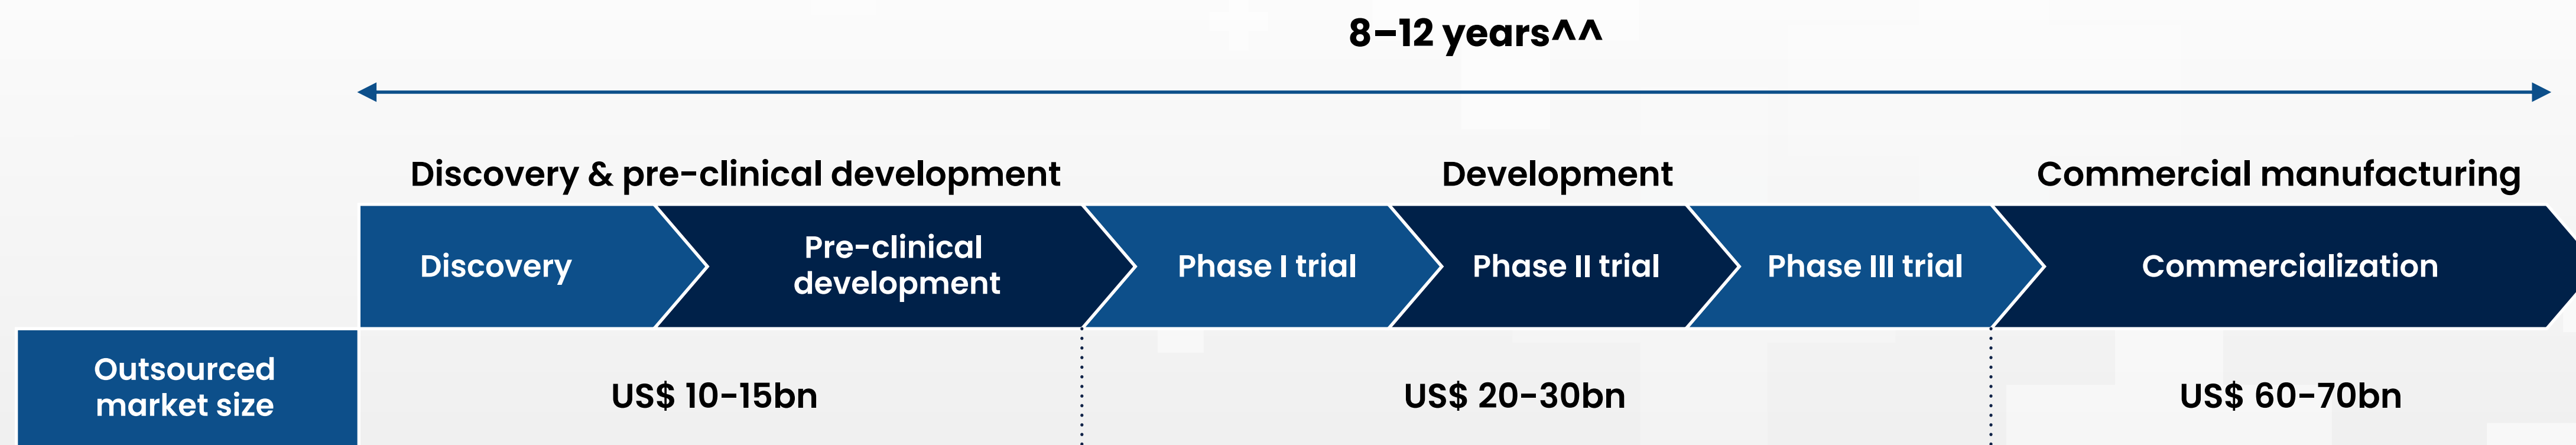 8–12 years^^
Discovery & pre-clinical development
Development
Commercial manufacturing
Discovery
Pre-clinical
development
Phase I trial
Phase II trial
Phase III trial
Commercialization
Outsourced
market size
US$ 10-15bn
US$ 20-30bn
US$ 60-70bn